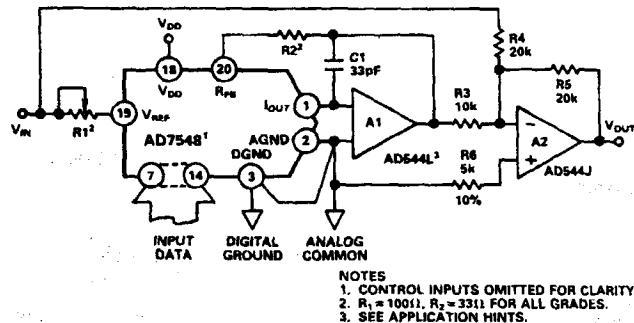 VDD
R2²
C1
33pF
R4
20k
18
20
VDD
RFB
R5
20k
IOUT
1
R3
10k
VIN
R1²
19
VREF
A1
AD7548¹
AGND
2
DGND
AD544L³
−
+
A2
VOUT
AD544J
R6
5k
10%
7
14
3
INPUT
DATA
DIGITAL
GROUND
ANALOG
COMMON
NOTES
1. CONTROL INPUTS OMITTED FOR CLARITY
2. R1 = 100Ω, R2 = 33Ω FOR ALL GRADES.
3. SEE APPLICATION HINTS.